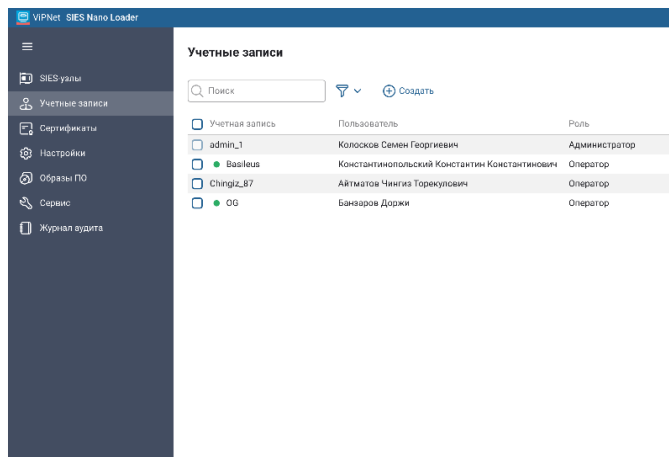 ViPNet SIES Nano Loader
SIES-узлы
Учетные записи
Сертификаты
Настройки
Образы ПО
Сервис
Журнал аудита
Учетные записи
Поиск
Создать
Учетная запись Пользователь Роль
admin_1 Колосков Семен Георгиевич Администратор
Basileus Константинопольский Константин Константинович Оператор
Chingiz_87 Айтматов Чингиз Торекулович Оператор
OG Банзаров Доржи Оператор